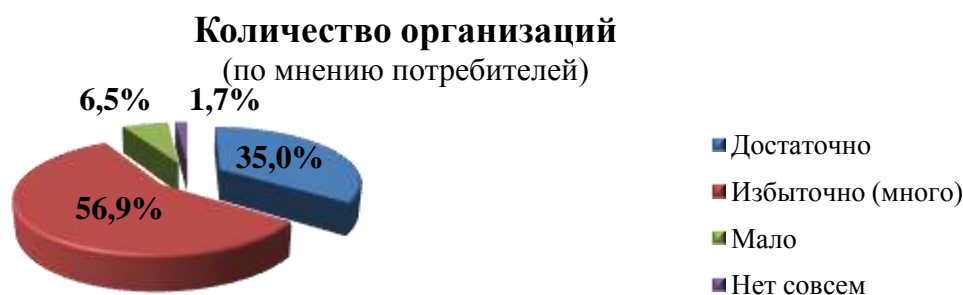 Количество организаций
(по мнению потребителей)
6,5%
1,7%
35,0%
56,9%
Достаточно
Избыточно (много)
Мало
Нет совсем